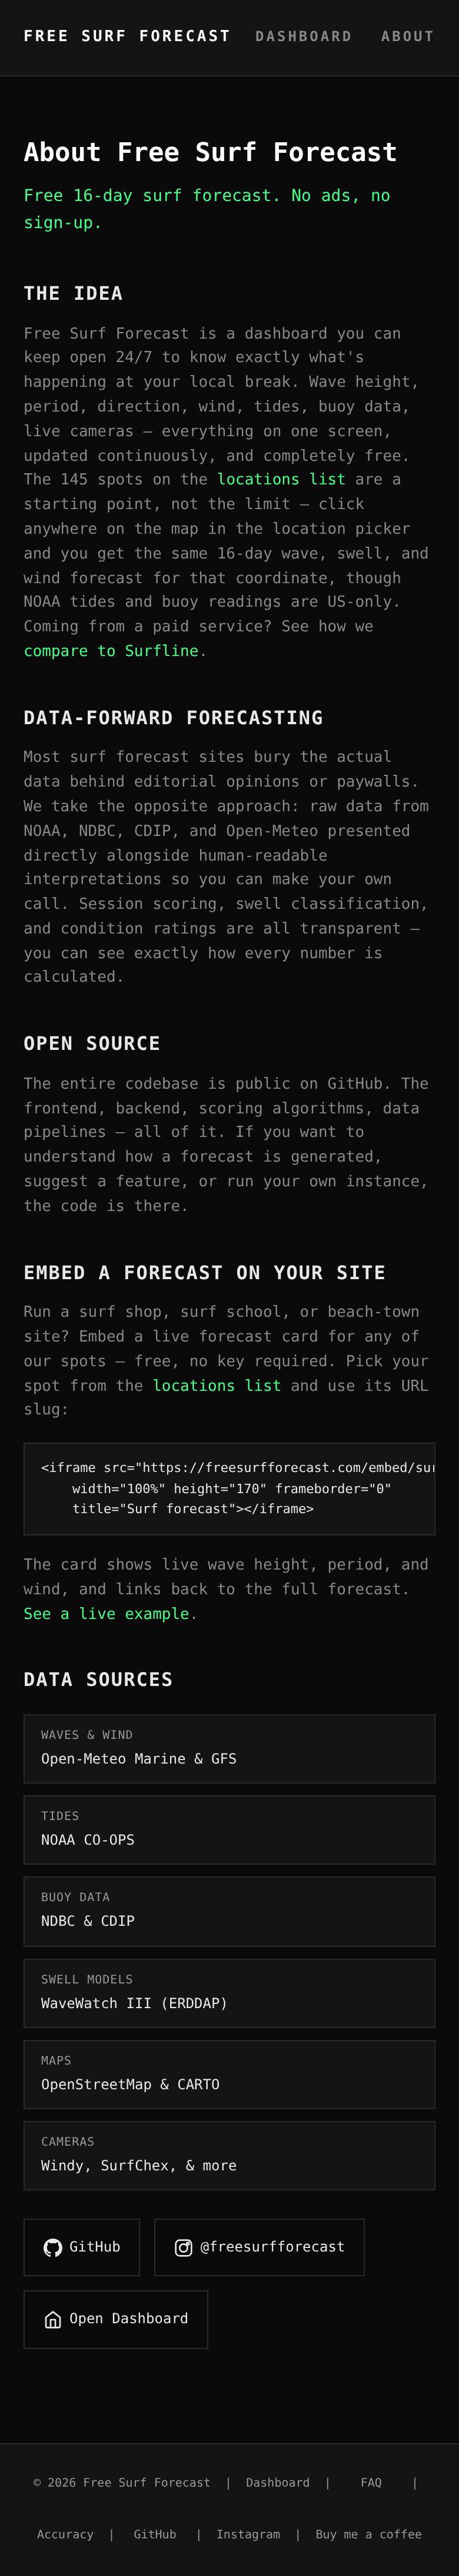 FREE SURF FORECAST DASHBOARD ABOUT
About Free Surf Forecast
Free 16-day surf forecast. No ads, no
sign-up.
THE IDEA
Free Surf Forecast is a dashboard you can
keep open 24/7 to know exactly what's
happening at your local break. Wave height,
period, direction, wind, tides, buoy data,
live cameras — everything on one screen,
updated continuously, and completely free.
The 145 spots on the locations list are a
starting point, not the limit — click
anywhere on the map in the location picker
and you get the same 16-day wave, swell, and
wind forecast for that coordinate, though
NOAA tides and buoy readings are US-only.
Coming from a paid service? See how we
compare to Surfline.
DATA-FORWARD FORECASTING
Most surf forecast sites bury the actual
data behind editorial opinions or paywalls.
We take the opposite approach: raw data from
NOAA, NDBC, CDIP, and Open-Meteo presented
directly alongside human-readable
interpretations so you can make your own
call. Session scoring, swell classification,
and condition ratings are all transparent —
you can see exactly how every number is
calculated.
OPEN SOURCE
The entire codebase is public on GitHub. The
frontend, backend, scoring algorithms, data
pipelines — all of it. If you want to
understand how a forecast is generated,
suggest a feature, or run your own instance,
the code is there.
EMBED A FORECAST ON YOUR SITE
Run a surf shop, surf school, or beach-town
site? Embed a live forecast card for any of
our spots — free, no key required. Pick your
spot from the locations list and use its URL
slug:
<iframe src="https://freesurfforecast.com/embed/sur
width="100%" height="170" frameborder="0"
title="Surf forecast"></iframe>
The card shows live wave height, period, and
wind, and links back to the full forecast.
See a live example.
DATA SOURCES
WAVES & WIND
Open-Meteo Marine & GFS
TIDES
NOAA CO-OPS
BUOY DATA
NDBC & CDIP
SWELL MODELS
WaveWatch III (ERDDAP)
MAPS
OpenStreetMap & CARTO
CAMERAS
Windy, SurfChex, & more
GitHub @freesurfforecast
Open Dashboard
© 2026 Free Surf Forecast | Dashboard | FAQ |
Accuracy | GitHub | Instagram | Buy me a coffee